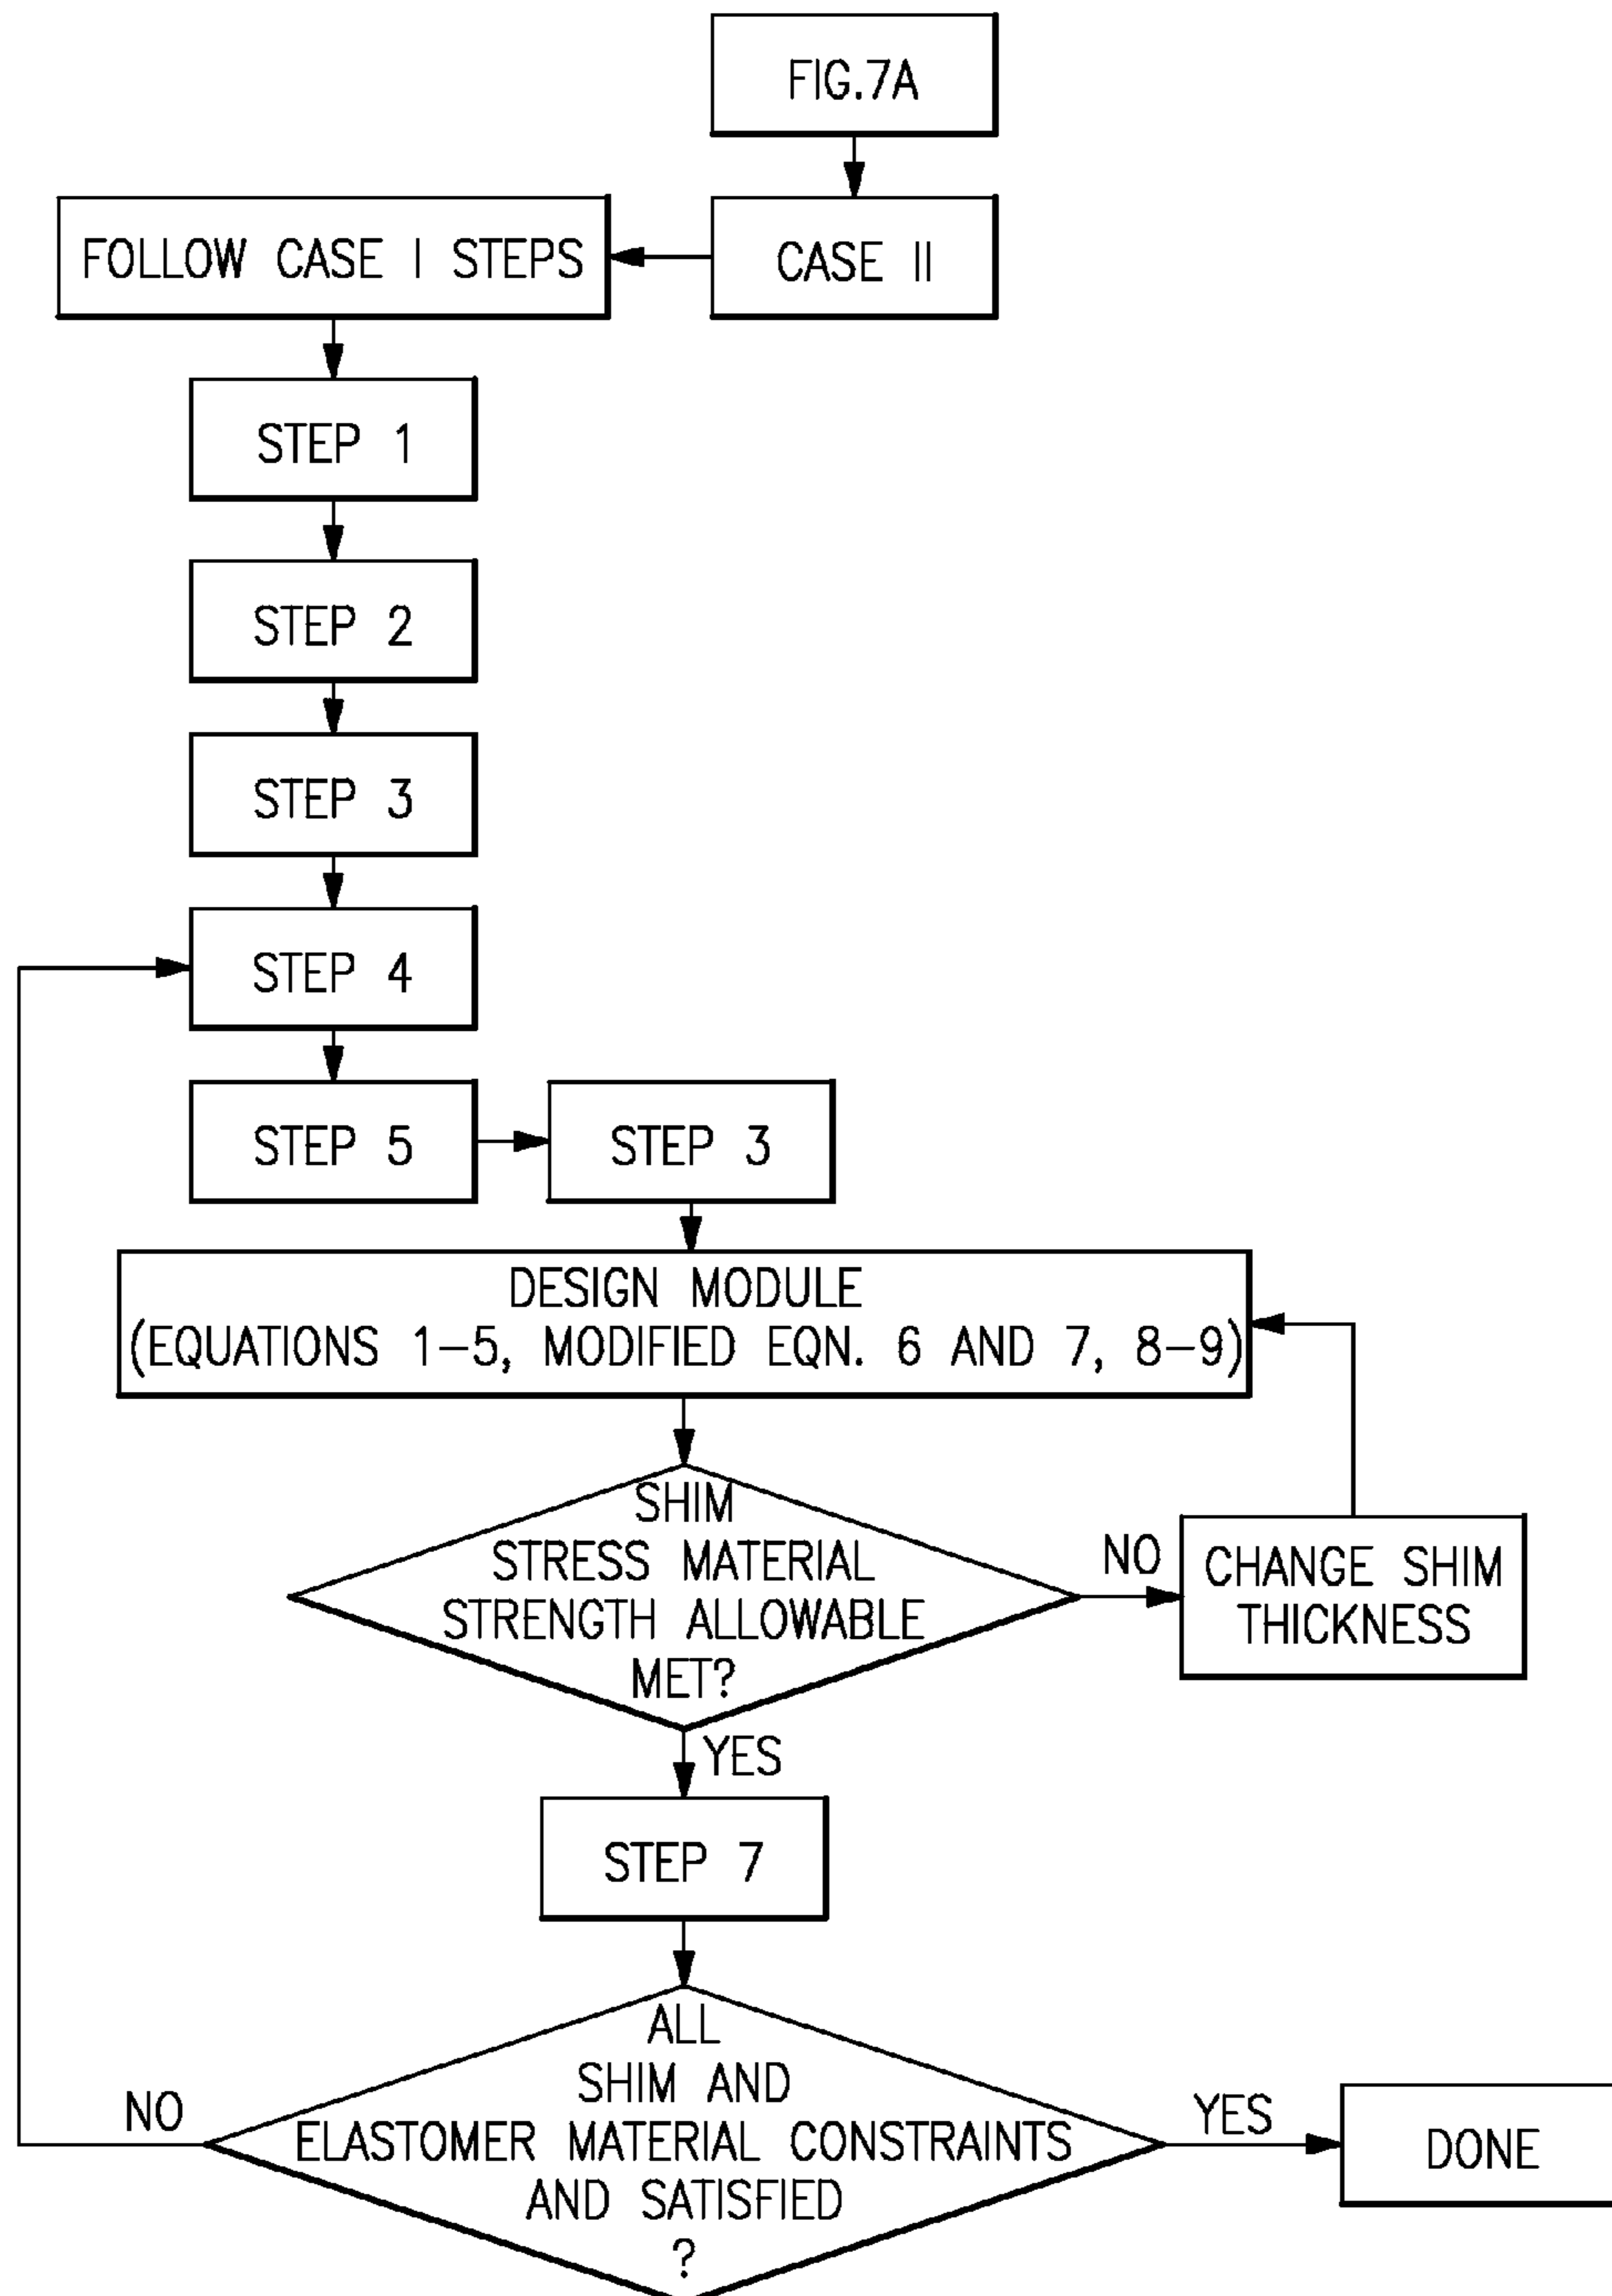 FIG.7A
CASE II
FOLLOW CASE I STEPS
STEP 1
STEP 2
STEP 3
STEP 4
STEP 5
STEP 3
DESIGN MODULE
(EQUATIONS 1-5, MODIFIED EQN. 6 AND 7, 8-9)
SHIM
STRESS MATERIAL
STRENGTH ALLOWABLE
MET?
NO
CHANGE SHIM
THICKNESS
YES
STEP 7
ALL
SHIM AND
ELASTOMER MATERIAL CONSTRAINTS
AND SATISFIED
?
NO
YES
DONE